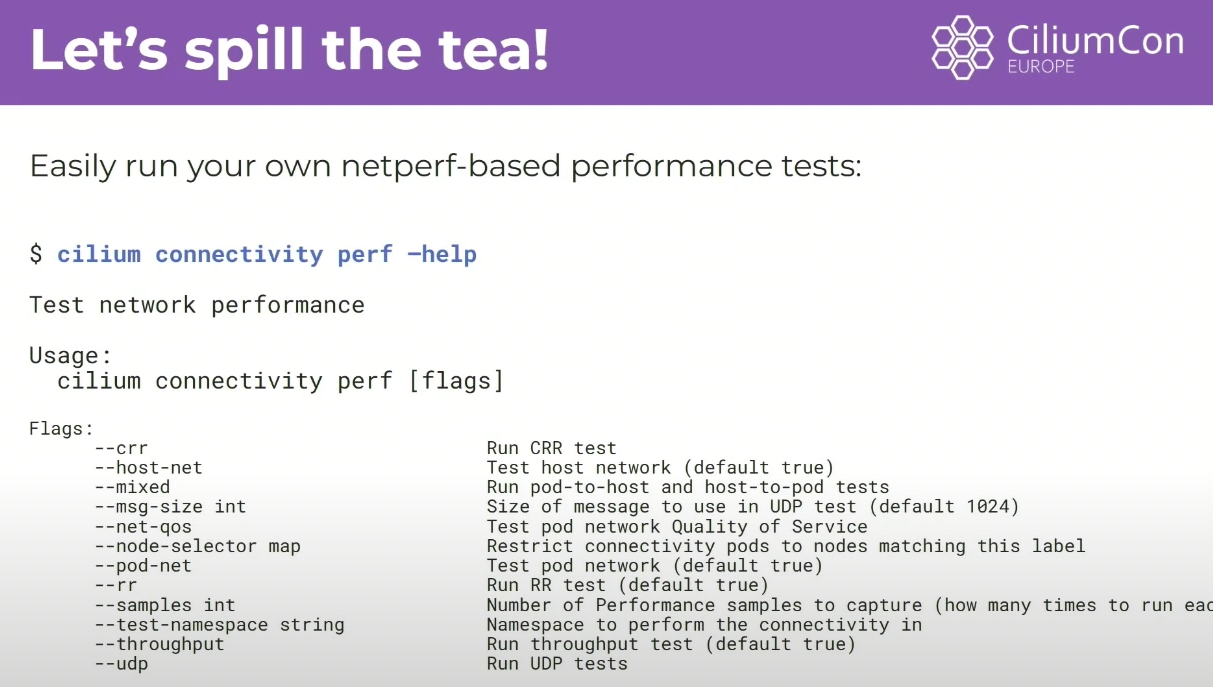 Let's spill the tea!
CiliumCon
EUROPE
Easily run your own netperf-based performance tests:
$ cilium connectivity perf –help
Test network performance
Usage:
cilium connectivity perf [flags]
Flags:
--crr Run CRR test
--host-net Test host network (default true)
--mixed Run pod-to-host and host-to-pod tests
--msg-size int Size of message to use in UDP test (default 1024)
--net-qos Test pod network Quality of Service
--node-selector map Restrict connectivity pods to nodes matching this label
--pod-net Test pod network (default true)
--rr Run RR test (default true)
--samples int Number of Performance samples to capture (how many times to run
--test-namespace string Namespace to perform the connectivity in
--throughput Run throughput test (default true)
--udp Run UDP tests